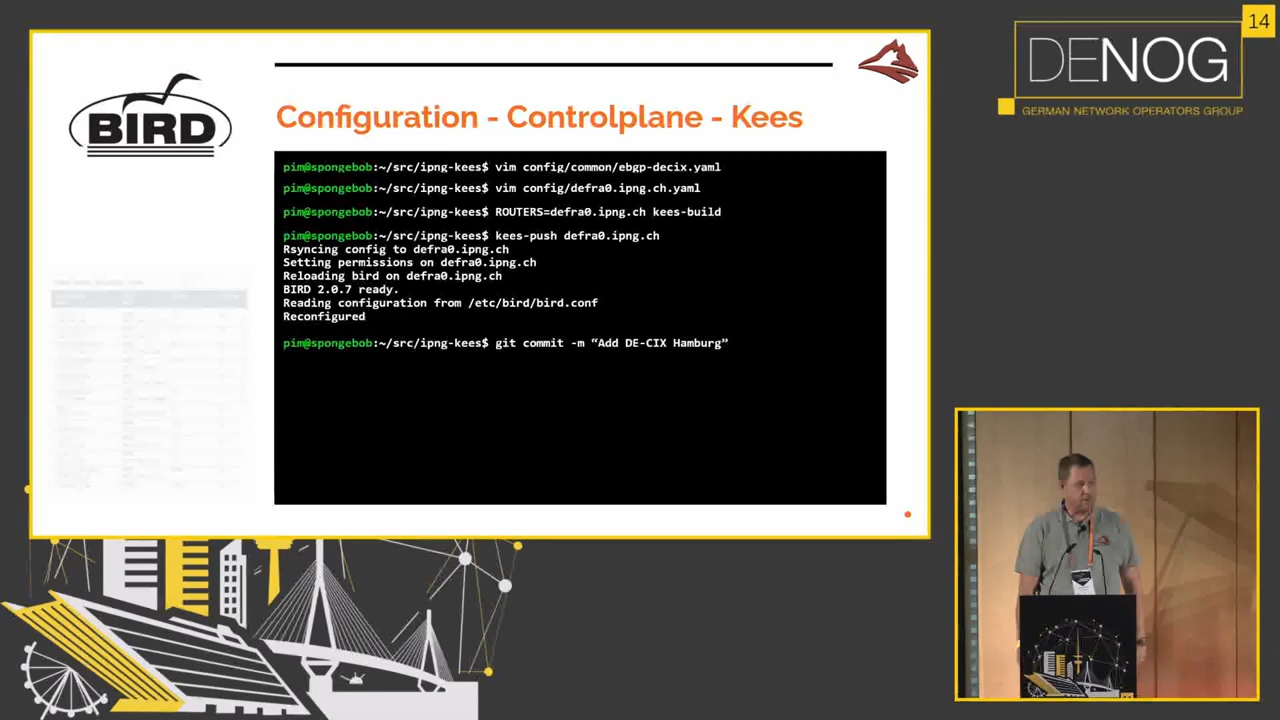 14
DENOG
GERMAN NETWORK OPERATORS GROUP
BIRD
Configuration - Controlplane - Kees
pim@spongebob:~/src/ipng-kees$ vim config/common/ebgp-decix.yaml
pim@spongebob:~/src/ipng-kees$ vim config/defra0.ipng.ch.yaml
pim@spongebob:~/src/ipng-kees$ ROUTERS=defra0.ipng.ch kees-build
pim@spongebob:~/src/ipng-kees$ kees-push defra0.ipng.ch
Rsyncing config to defra0.ipng.ch
Setting permissions on defra0.ipng.ch
Reloading bird on defra0.ipng.ch
BIRD 2.0.7 ready.
Reading configuration from /etc/bird/bird.conf
Reconfigured
pim@spongebob:~/src/ipng-kees$ git commit -m “Add DE-CIX Hamburg”